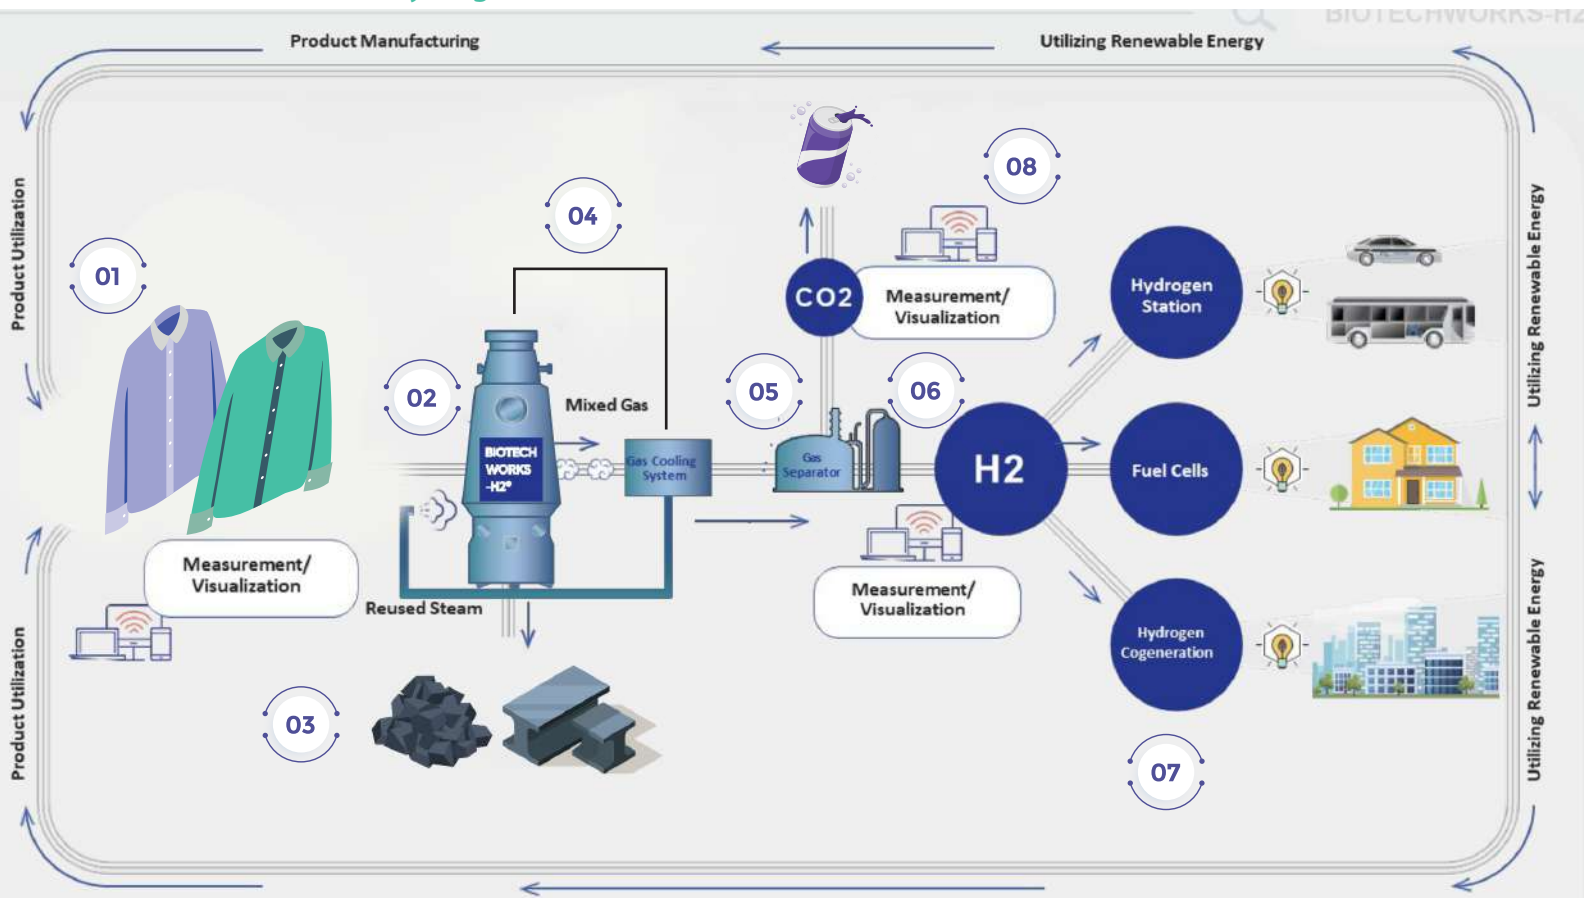 BIOTECHWORKS-H2
Product Manufacturing
Utilizing Renewable Energy
Product Utilization
Product Utilization
Utilizing Renewable Energy
Utilizing Renewable Energy
01
02
03
04
05
06
07
08
CO2
Measurement/
Visualization
Hydrogen
Station
Mixed Gas
BIOTECH
WORKS
-H2®
Gas Cooling
System
Gas
Separator
H2
Fuel Cells
Measurement/
Visualization
Reused Steam
Measurement/
Visualization
Hydrogen
Cogeneration